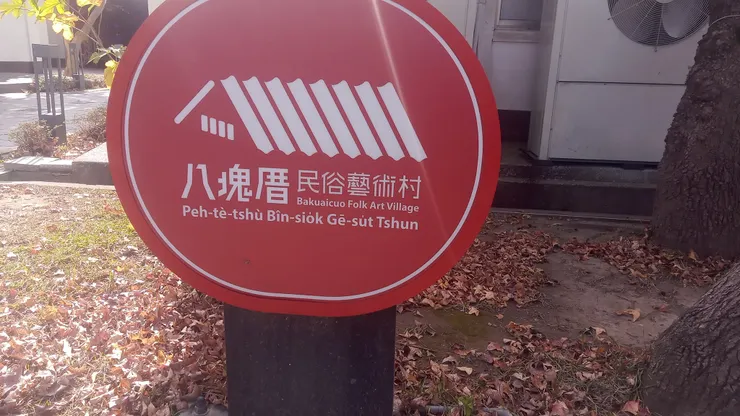 八塊厝 民俗藝術村
Bakuaicuo Folk Art Village
Peh-tè-tshù Bîn-sio̍k Gē-su̍t Tshun